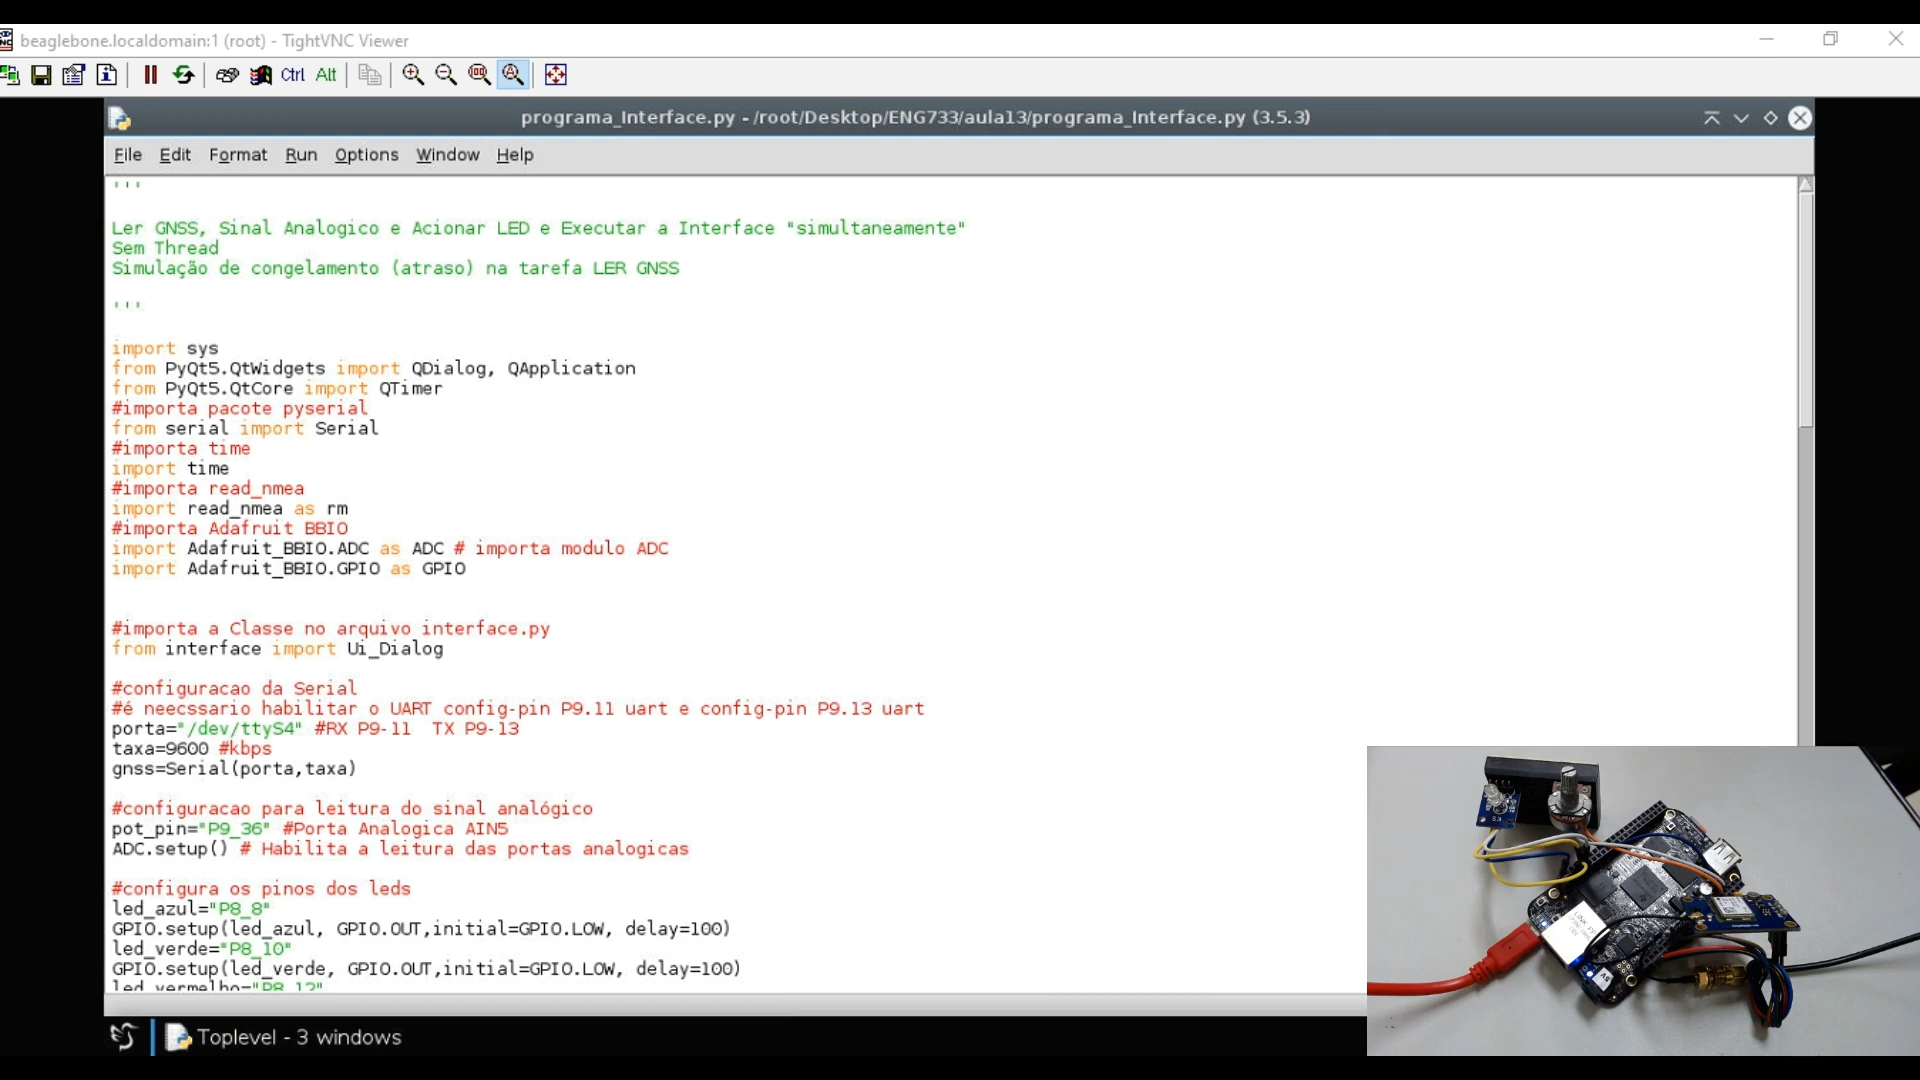 beaglebone.localdomain:1 (root) - TightVNC Viewer
Ctrl Alt
programa_Interface.py - /root/Desktop/ENG733/aula13/programa_Interface.py (3.5.3)
File Edit Format Run Options Window Help
'''
Ler GNSS, Sinal Analogico e Acionar LED e Executar a Interface "simultaneamente"
Sem Thread
Simulação de congelamento (atraso) na tarefa LER GNSS
'''
import sys
from PyQt5.QtWidgets import QDialog, QApplication
from PyQt5.QtCore import QTimer
#importa pacote pyserial
from serial import Serial
#importa time
import time
#importa read_nmea
import read_nmea as rm
#importa Adafruit BBIO
import Adafruit_BBIO.ADC as ADC # importa modulo ADC
import Adafruit_BBIO.GPIO as GPIO
#importa a Classe no arquivo interface.py
from interface import Ui_Dialog
#configuracao da Serial
#é neecssario habilitar o UART config-pin P9.11 uart e config-pin P9.13 uart
porta="/dev/ttyS4" #RX P9-11  TX P9-13
taxa=9600 #kbps
gnss=Serial(porta,taxa)
#configuracao para leitura do sinal analógico
pot_pin="P9_36" #Porta Analogica AIN5
ADC.setup() # Habilita a leitura das portas analogicas
#configura os pinos dos leds
led_azul="P8_8"
GPIO.setup(led_azul, GPIO.OUT,initial=GPIO.LOW, delay=100)
led_verde="P8_10"
GPIO.setup(led_verde, GPIO.OUT,initial=GPIO.LOW, delay=100)
led_vermelho="P8_12"
Toplevel - 3 windows